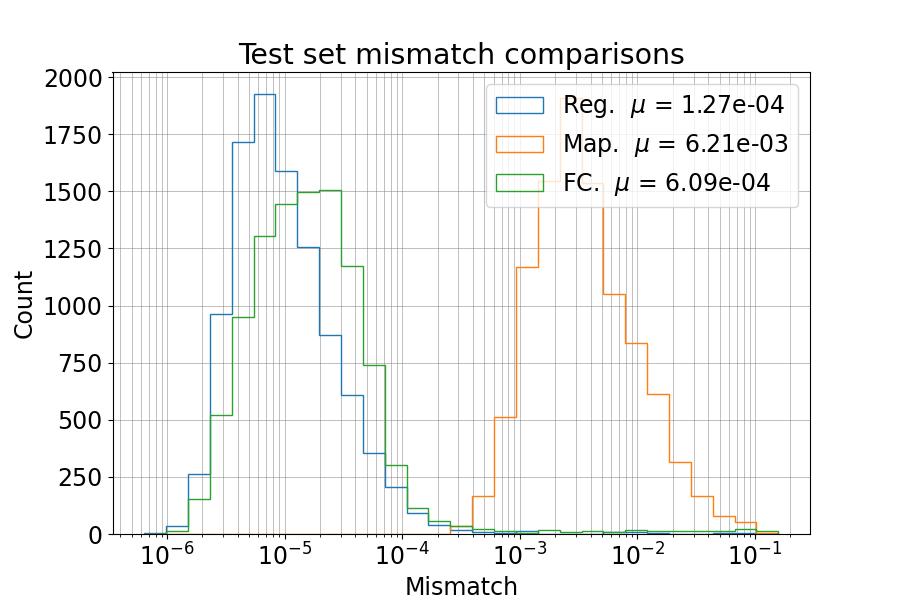 Test set mismatch comparisons
2000
1750
1500
1250
1000
750
500
250
0
Count
Reg. μ = 1.27e-04
Map. μ = 6.21e-03
FC. μ = 6.09e-04
10⁻⁶ 10⁻⁵ 10⁻⁴ 10⁻³ 10⁻² 10⁻¹
Mismatch